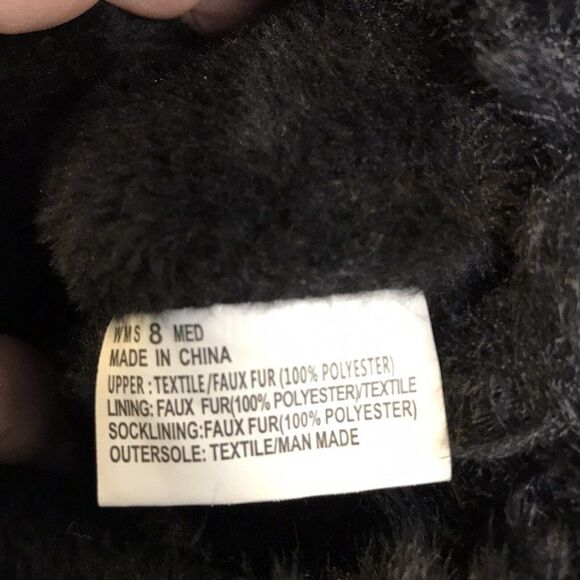 WMS 8 MED
MADE IN CHINA
UPPER : TEXTILE/FAUX FUR (100% POLYESTER)
LINING: FAUX FUR(100% POLYESTER)/TEXTILE
SOCKLINING:FAUX FUR(100% POLYESTER)
OUTERSOLE: TEXTILE/MAN MADE